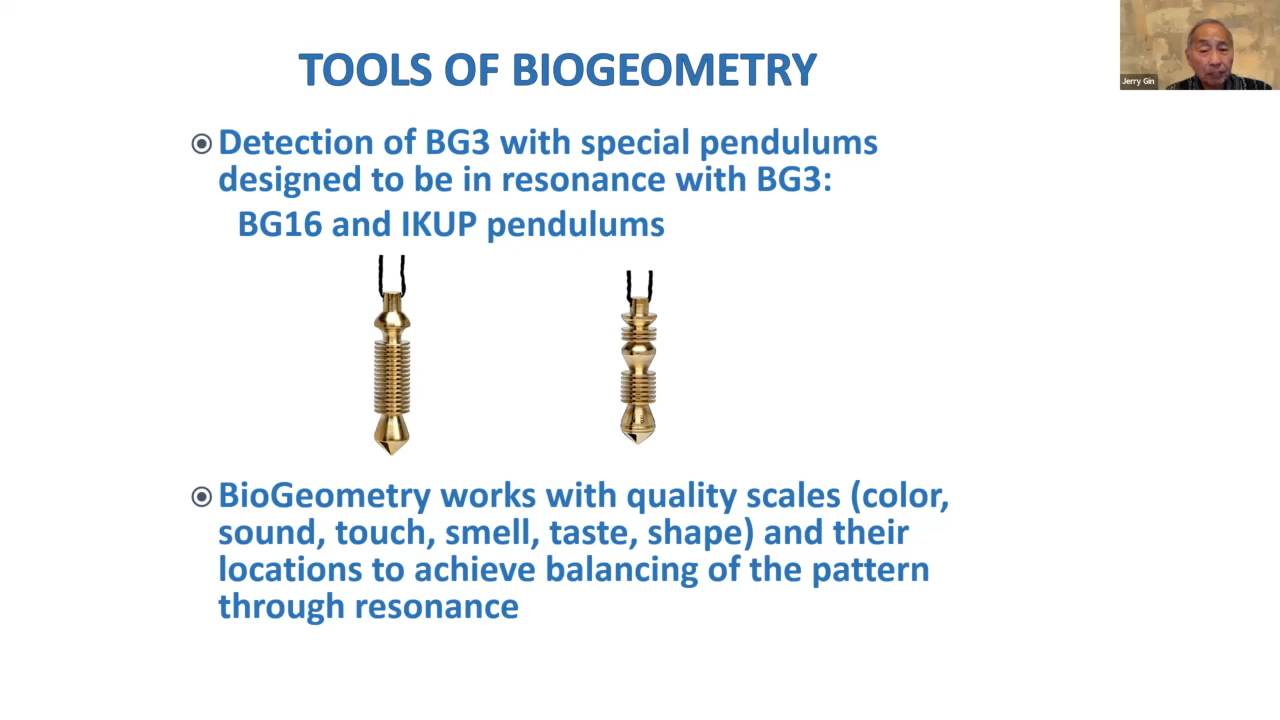 TOOLS OF BIOGEOMETRY
Detection of BG3 with special pendulums
designed to be in resonance with BG3:
BG16 and IKUP pendulums
BioGeometry works with quality scales (color,
sound, touch, smell, taste, shape) and their
locations to achieve balancing of the pattern
through resonance
Jerry Gin